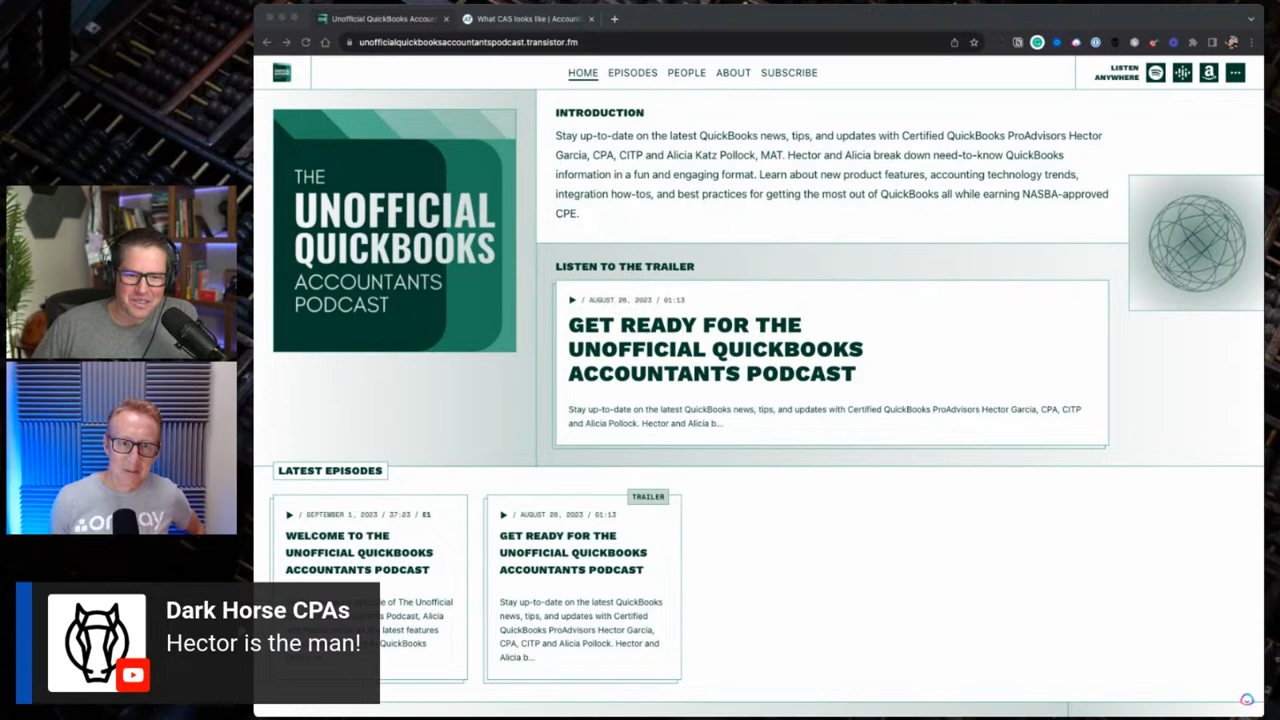 Unofficial QuickBooks Accoun
What CAS looks like | Account
unofficialquickbooksaccountantspodcast.transistor.fm
HOME EPISODES PEOPLE ABOUT SUBSCRIBE
LISTEN
ANYWHERE
THE
UNOFFICIAL
QUICKBOOKS
ACCOUNTANTS
PODCAST
INTRODUCTION
Stay up-to-date on the latest QuickBooks news, tips, and updates with Certified QuickBooks ProAdvisors Hector
Garcia, CPA, CITP and Alicia Katz Pollock, MAT. Hector and Alicia break down need-to-know QuickBooks
information in a fun and engaging format. Learn about new product features, accounting technology trends,
integration how-tos, and best practices for getting the most out of QuickBooks all while earning NASBA-approved
CPE.
LISTEN TO THE TRAILER
/ AUGUST 26, 2023 / 01:13
GET READY FOR THE
UNOFFICIAL QUICKBOOKS
ACCOUNTANTS PODCAST
Stay up-to-date on the latest QuickBooks news, tips, and updates with Certified QuickBooks ProAdvisors Hector Garcia, CPA, CITP
and Alicia Pollock. Hector and Alicia b...
LATEST EPISODES
/ SEPTEMBER 1, 2023 / 37:23 / E1
WELCOME TO THE
UNOFFICIAL QUICKBOOKS
ACCOUNTANTS PODCAST
of The Unofficial
Podcast, Alicia
latest features
QuickBooks
TRAILER
/ AUGUST 26, 2023 / 01:13
GET READY FOR THE
UNOFFICIAL QUICKBOOKS
ACCOUNTANTS PODCAST
Stay up-to-date on the latest QuickBooks
news, tips, and updates with Certified
QuickBooks ProAdvisors Hector Garcia,
CPA, CITP and Alicia Pollock. Hector and
Alicia b...
Dark Horse CPAs
Hector is the man!